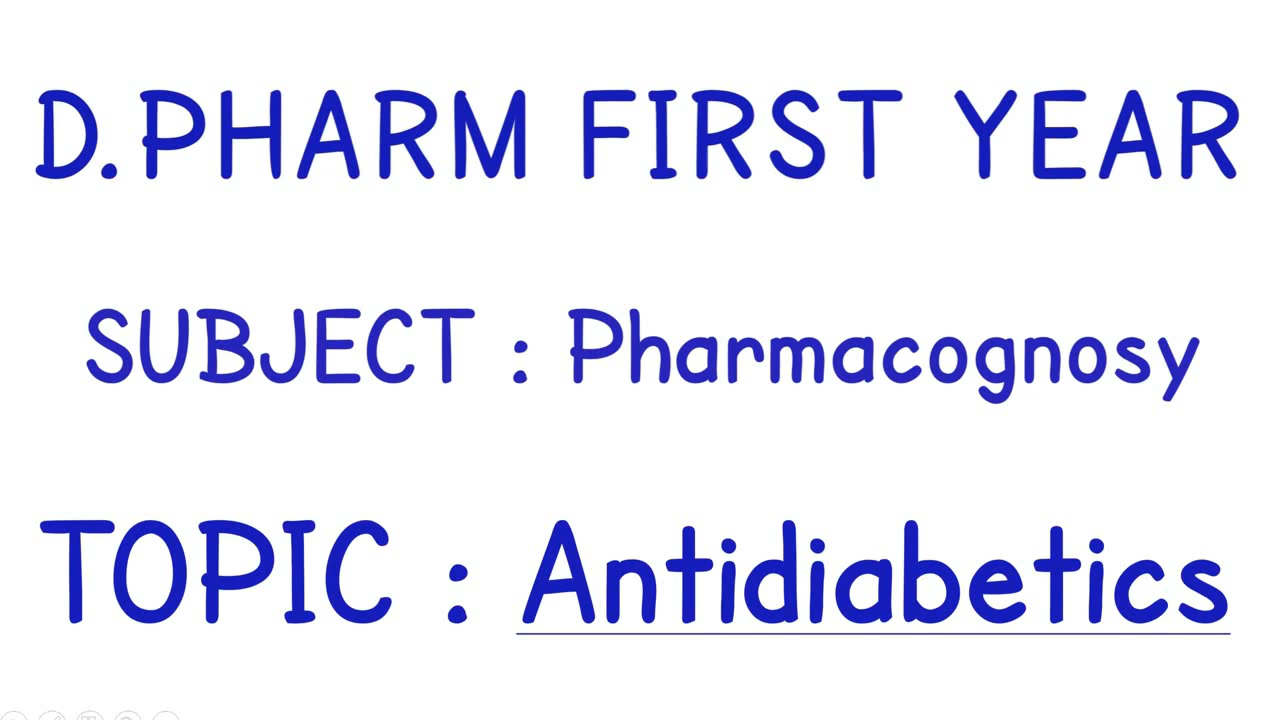 D.PHARM FIRST YEAR
SUBJECT : Pharmacognosy
TOPIC : Antidiabetics